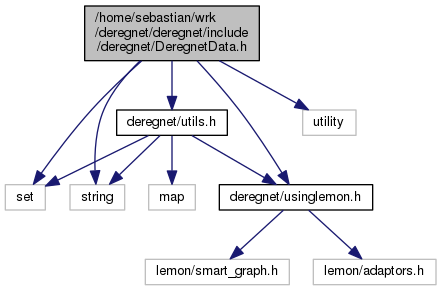 /home/sebastian/wrk
/deregnet/deregnet/include
/deregnet/DeregnetData.h
deregnet/utils.h
utility
set
string
map
deregnet/usinglemon.h
lemon/smart_graph.h
lemon/adaptors.h